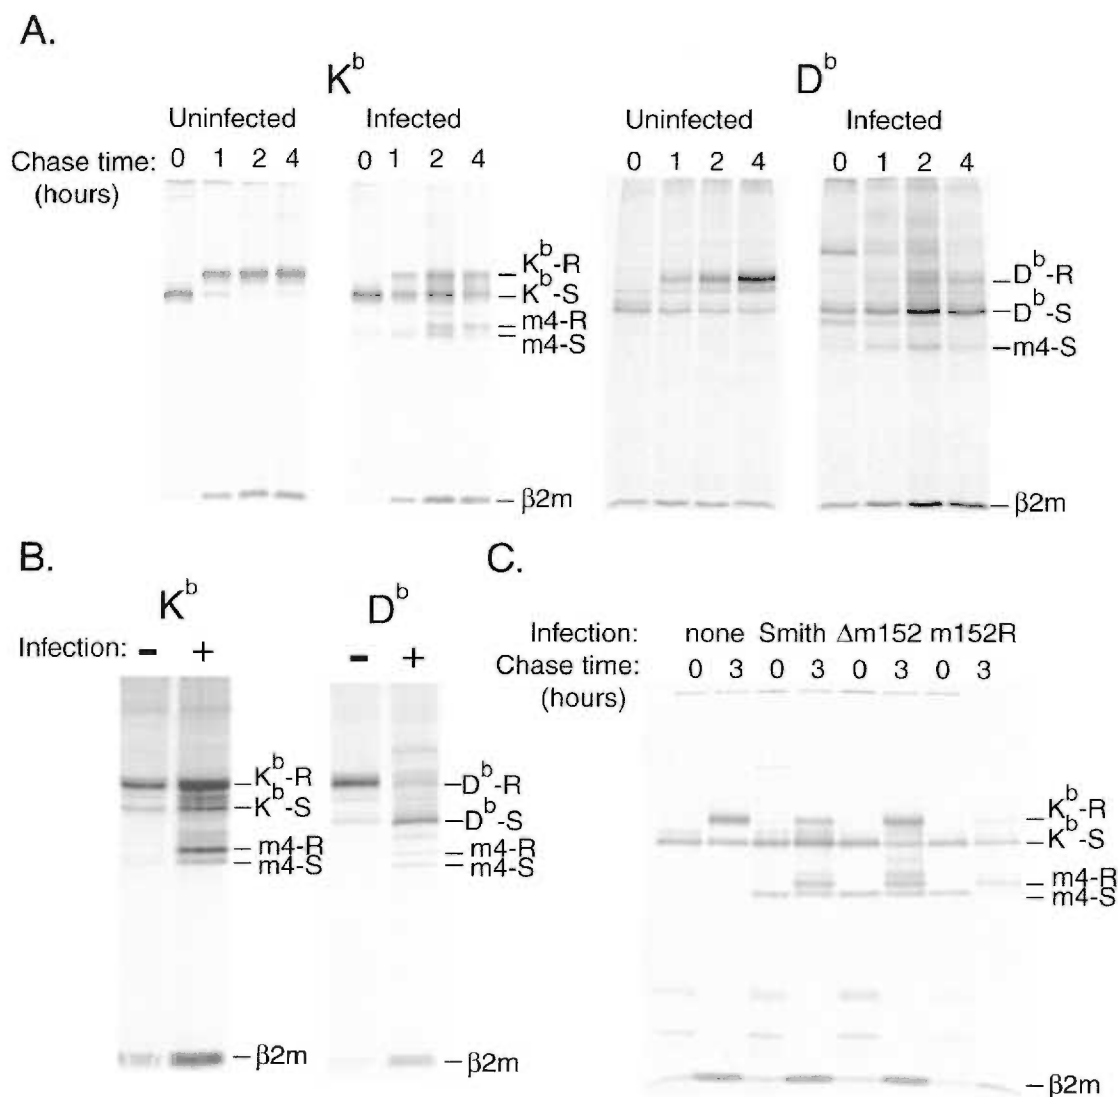 A.
K^b
D^b
Uninfected
Infected
Uninfected
Infected
Chase time:
(hours)
0 1 2 4
0 1 2 4
0 1 2 4
0 1 2 4
K^b-R
K^b-S
m4-R
m4-S
β2m
D^b-R
D^b-S
m4-S
β2m
B.
K^b
D^b
Infection: - +
- +
K^b-R
K^b-S
m4-R
m4-S
β2m
D^b-R
D^b-S
m4-R
m4-S
β2m
C.
Infection: none Smith Δm152 m152R
Chase time: 0 3 0 3 0 3 0 3
(hours)
K^b-R
K^b-S
m4-R
m4-S
β2m